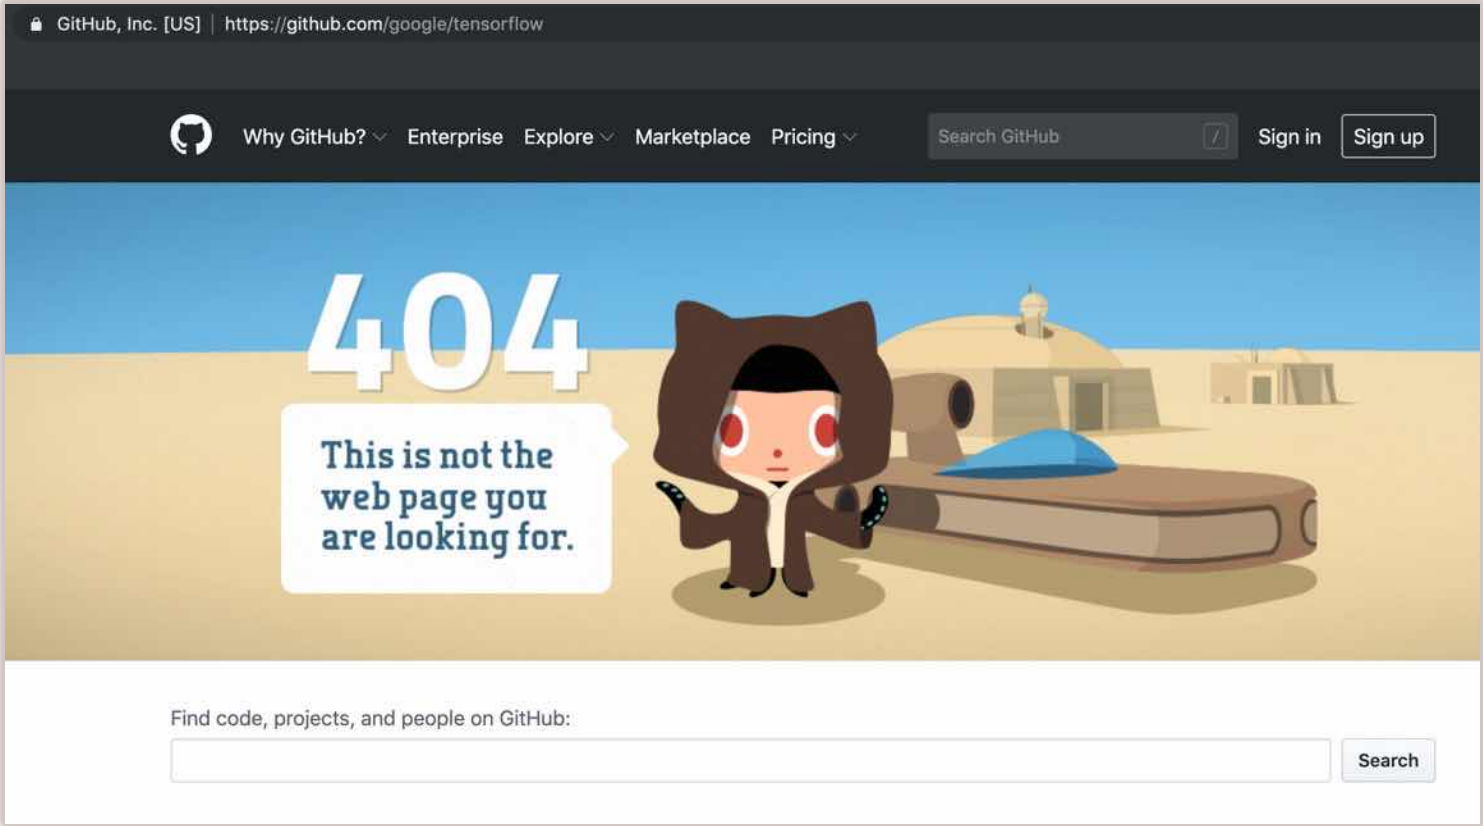 GitHub, Inc. [US] | https://github.com/google/tensorflow
Why GitHub? Enterprise Explore Marketplace Pricing Search GitHub / Sign in Sign up
404
This is not the
web page you
are looking for.
Find code, projects, and people on GitHub:
Search